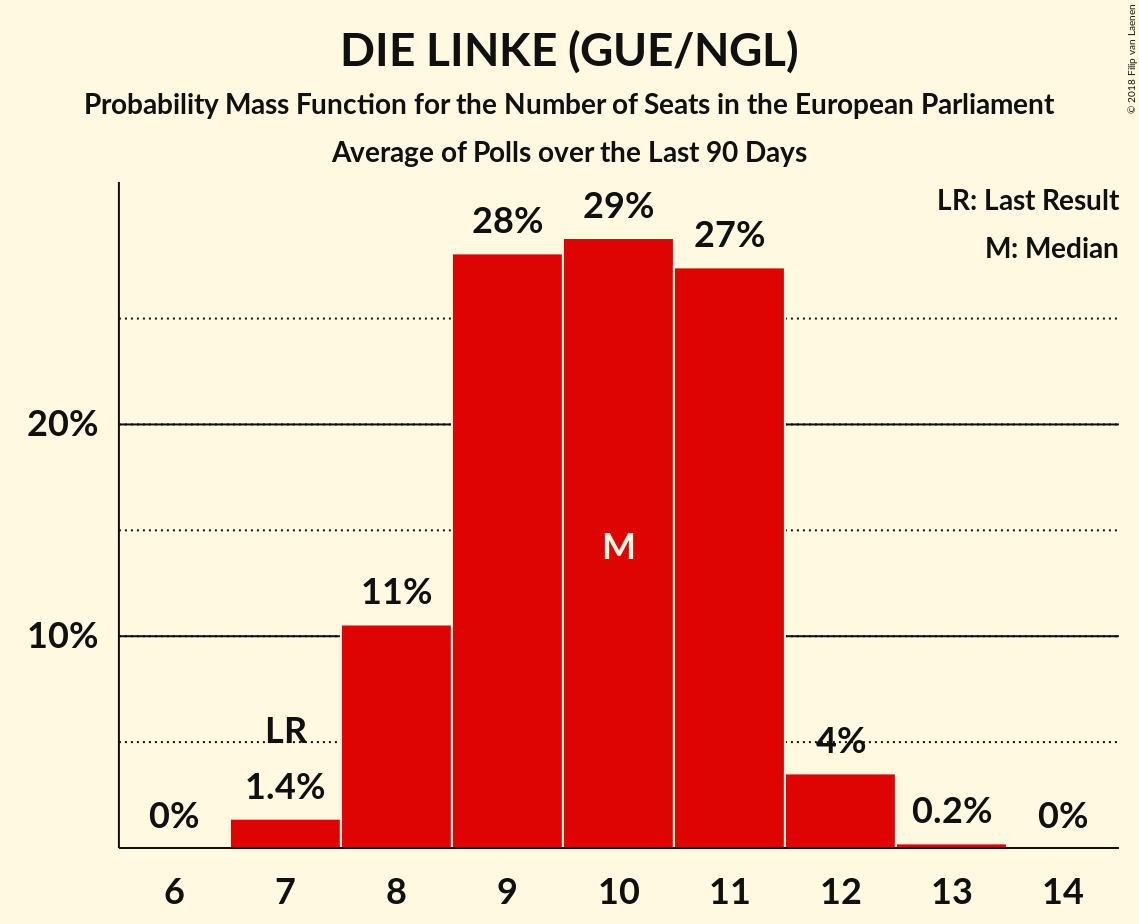 DIE LINKE (GUE/NGL)
Probability Mass Function for the Number of Seats in the European Parliament
Average of Polls over the Last 90 Days
© 2018 Filip van Laenen
LR: Last Result
M: Median
28%
29%
27%
20%
M
11%
10%
LR
1.4%
4%
0%
0.2%
0%
6 7 8 9 10 11 12 13 14